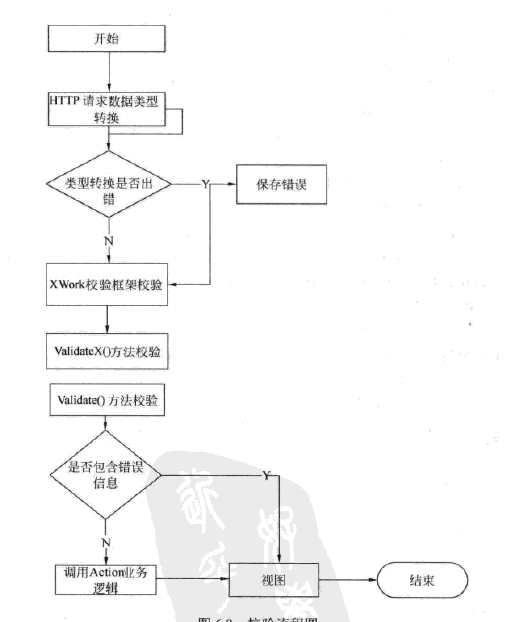 开始
HTTP 请求数据类型
转换
类型转换是否出
错
Y
保存错误
N
XWork校验框架校验
ValidateX()方法校验
Validate() 方法校验
是否包含错误
信息
Y
N
调用Action业务
逻辑
视图
结束